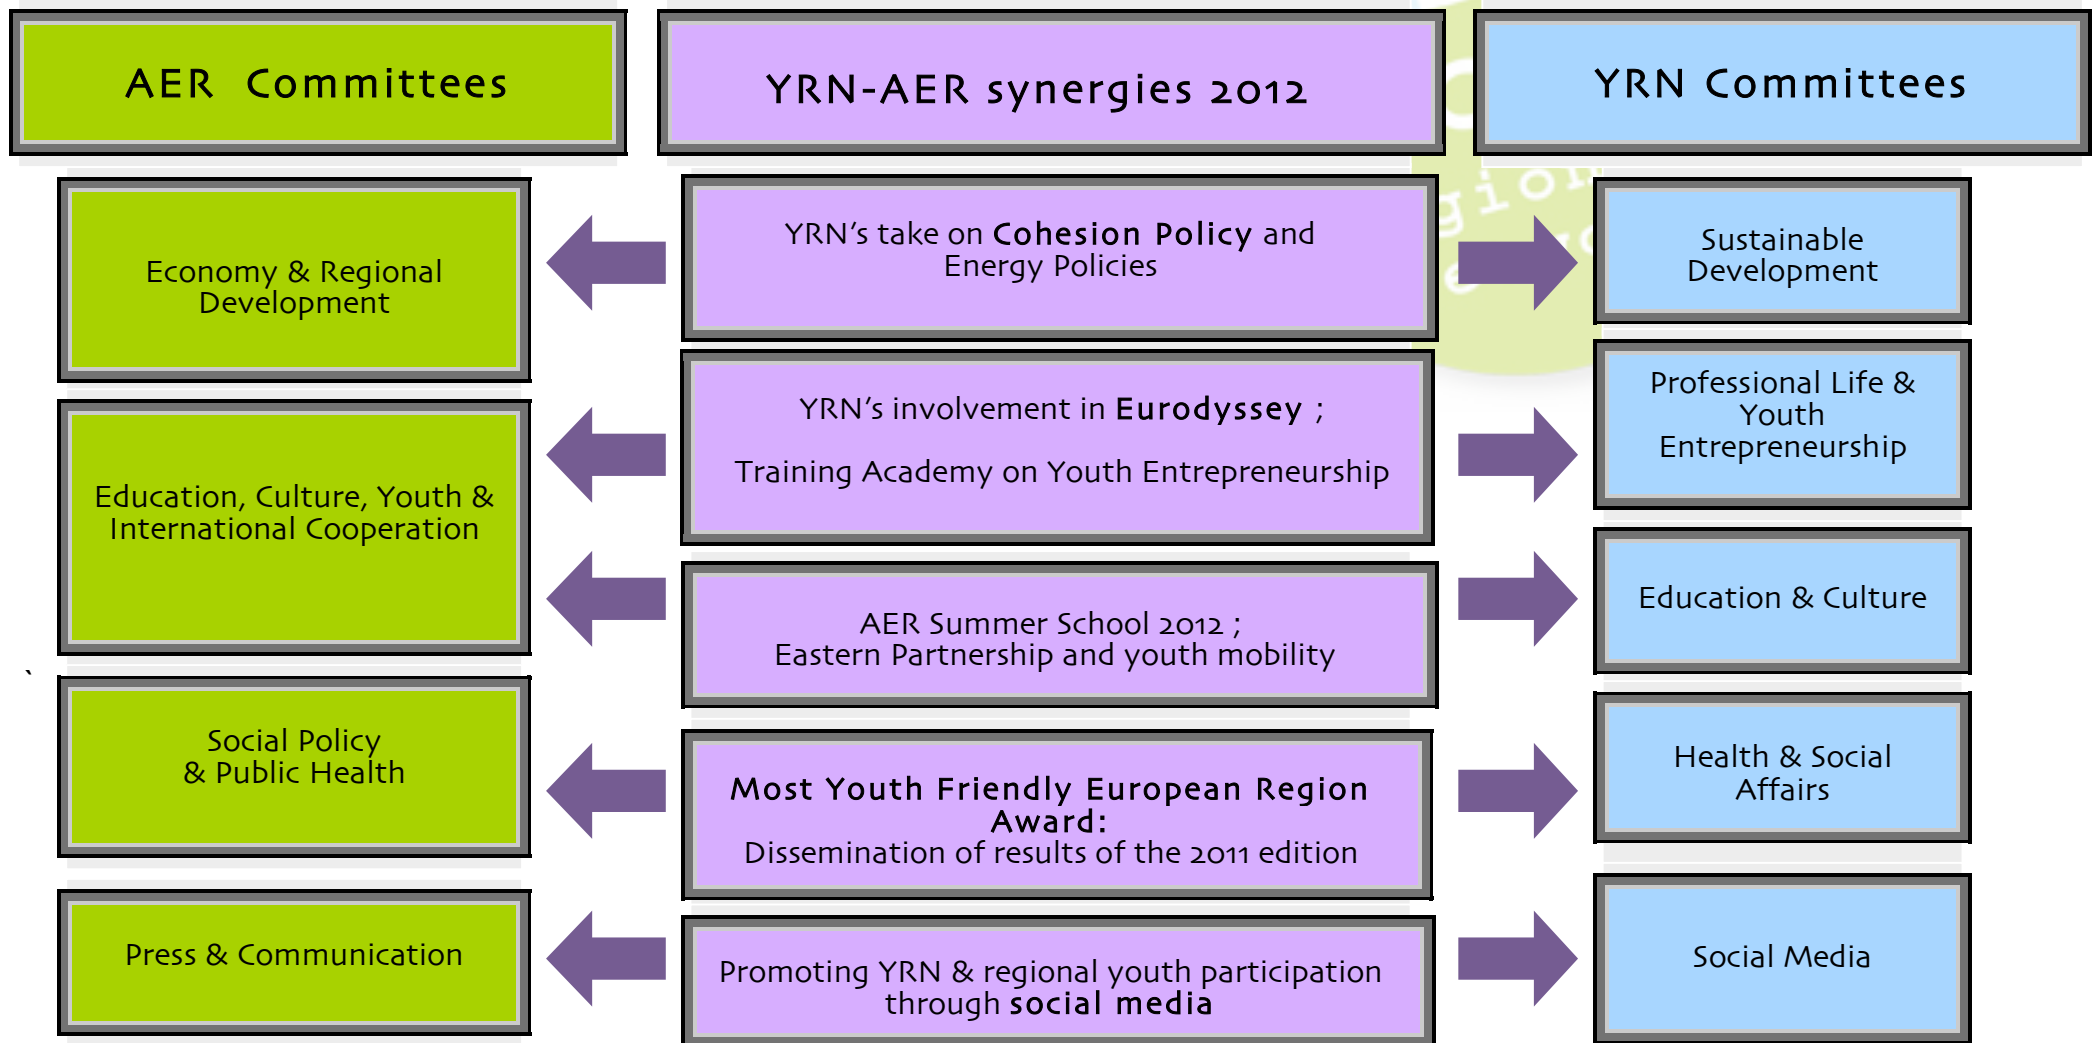 AER Committees
YRN-AER synergies 2012
YRN Committees
Economy & Regional
Development
Education, Culture, Youth &
International Cooperation
Social Policy
& Public Health
Press & Communication
YRN’s take on Cohesion Policy and
Energy Policies
YRN’s involvement in Eurodyssey ;
Training Academy on Youth Entrepreneurship
AER Summer School 2012 ;
Eastern Partnership and youth mobility
Most Youth Friendly European Region
Award:
Dissemination of results of the 2011 edition
Promoting YRN & regional youth participation
through social media
Sustainable
Development
Professional Life &
Youth
Entrepreneurship
Education & Culture
Health & Social
Affairs
Social Media